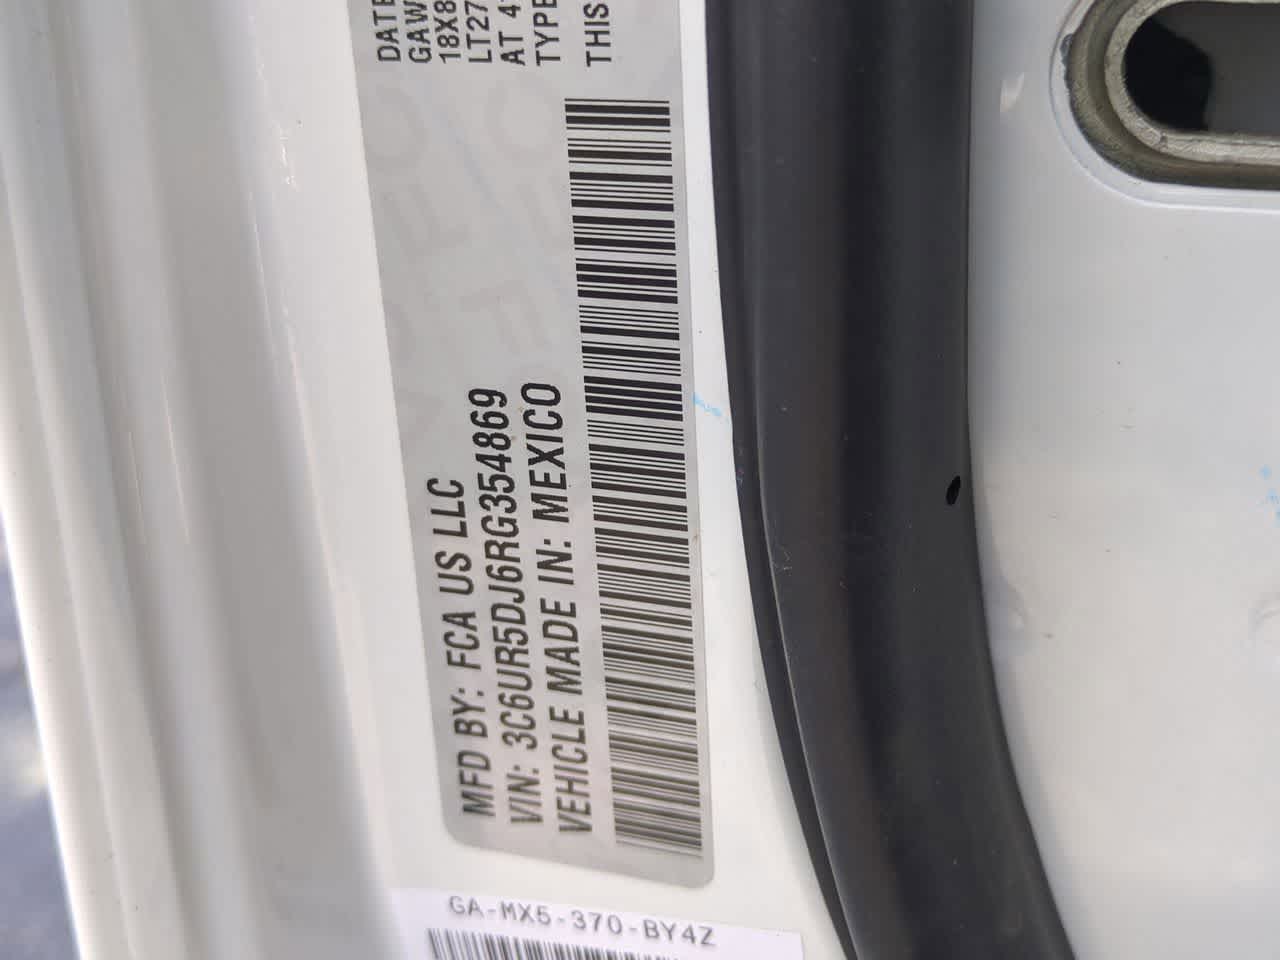 MFD BY: FCA US LLC
VIN: 3C6UR5DJ6RG354869
VEHICLE MADE IN: MEXICO
DATE
GAW
18X8
LT27
AT 4
TYPE
THIS
GA-MX5-370-BY4Z